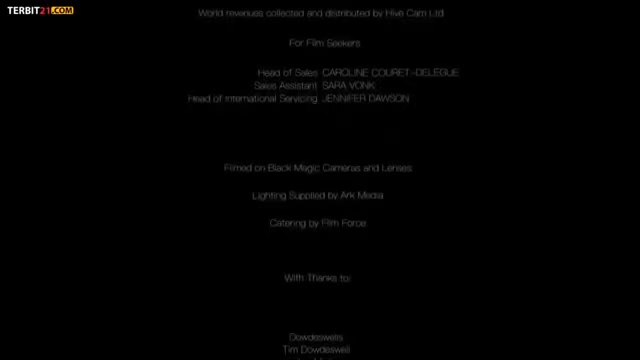 TERBIT21.COM
World revenues collected and distributed by Hive Cam Ltd
For Film Seekers
Head of Sales CAROLINE COURET-DELEGUE
Sales Assistant SARA VONK
Head of International Servicing JENNIFER DAWSON
Filmed on Black Magic Cameras and Lenses
Lighting Supplied by Ark Media
Catering by Film Force
With Thanks to:
Dowdeswells
Tim Dowdeswell